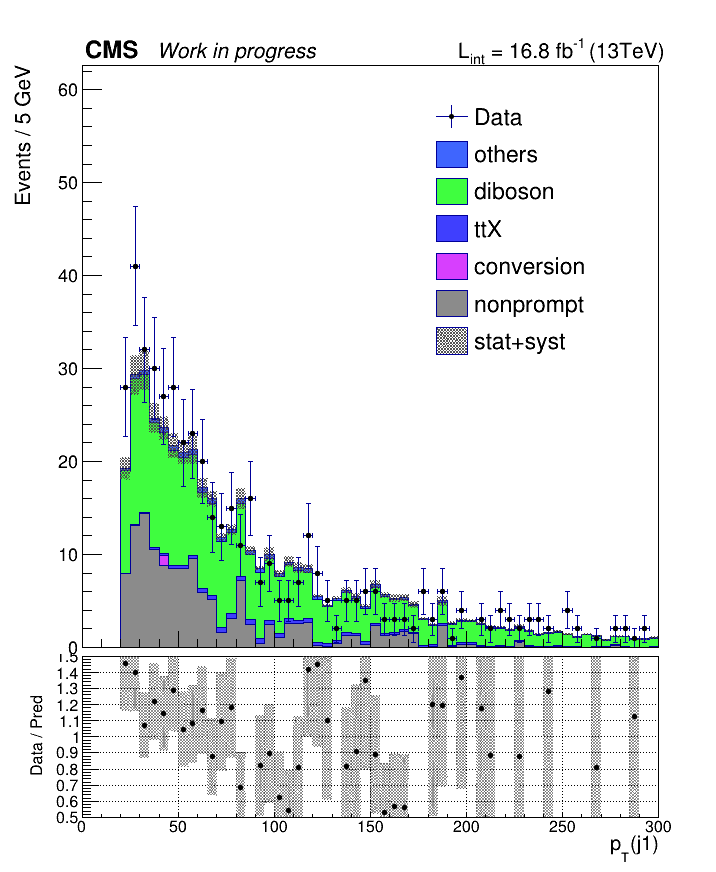 CMS Work in progress L_int = 16.8 fb^-1 (13TeV)
Events / 5 GeV
60
50
40
30
20
10
0
Data
others
diboson
ttX
conversion
nonprompt
stat+syst
Data / Pred
1.5
1.4
1.3
1.2
1.1
1
0.9
0.8
0.7
0.6
0.5
0 50 100 150 200 250 300
p_T(j1)